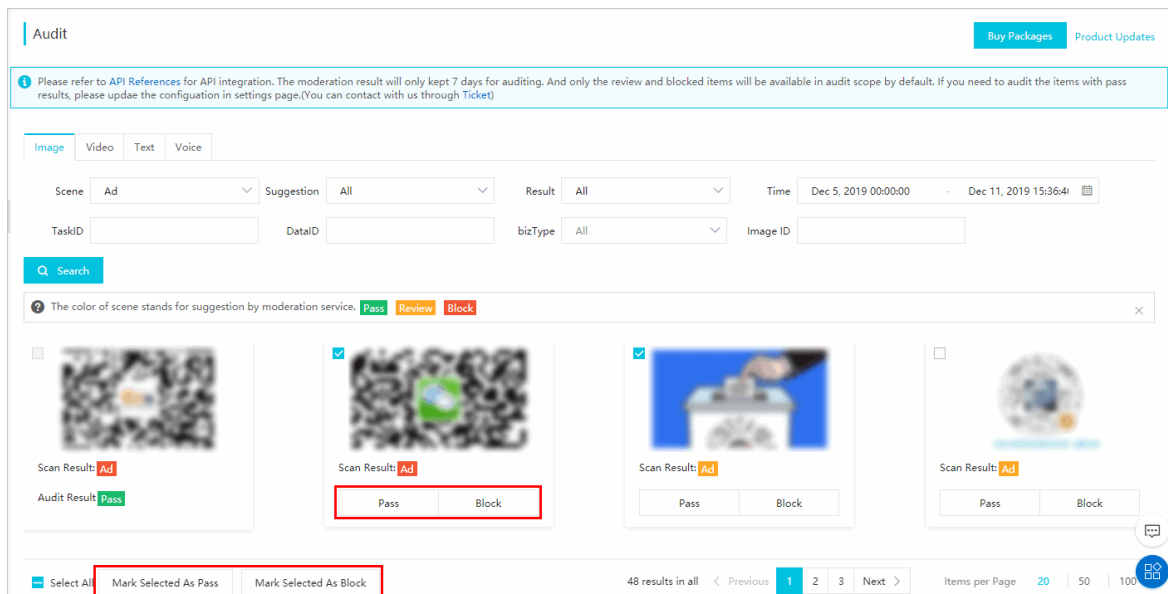 Audit
Buy Packages Product Updates
Please refer to API References for API integration. The moderation result will only kept 7 days for auditing. And only the review and blocked items will be available in audit scope by default. If you need to audit the items with pass
results, please updae the configuation in settings page.(You can contact with us through Ticket)
Image Video Text Voice
Scene Ad Suggestion All Result All Time Dec 5, 2019 00:00:00 - Dec 11, 2019 15:36:4
TaskID DataID bizType All Image ID
Search
The color of scene stands for suggestion by moderation service. Pass Review Block
Scan Result: Ad Scan Result: Ad Scan Result: Ad Scan Result: Ad
Audit Result Pass Pass Block Pass Block Pass Block
Select All Mark Selected As Pass Mark Selected As Block 48 results in all < Previous 1 2 3 Next > Items per Page 20 50 100